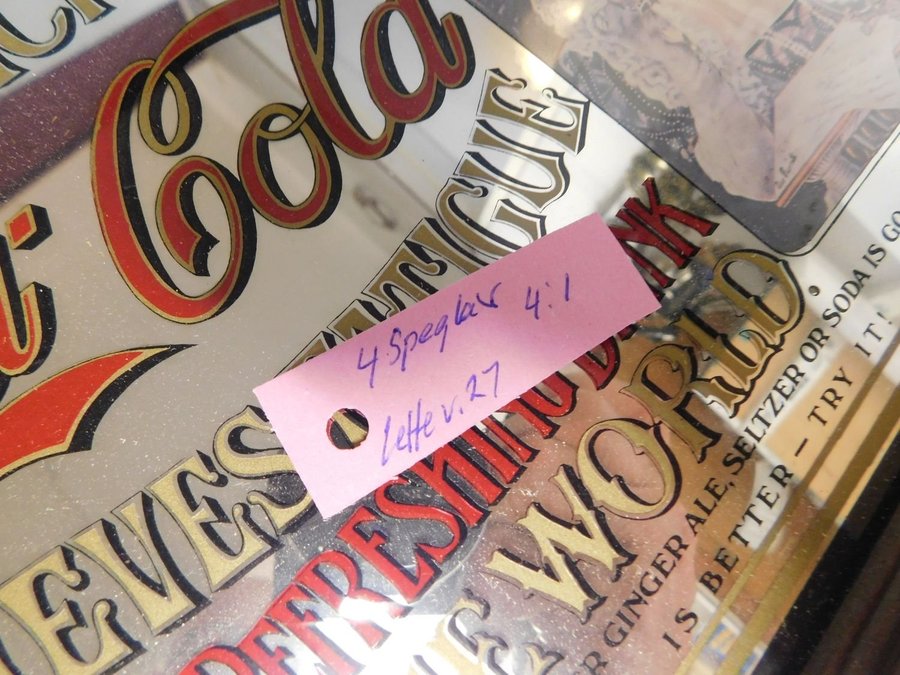 Cola
EVES FATIGUE
REFRESHING DRINK
WORLD
4 Speglar 4:1
Lette v. 27
R GINGER ALE, SELTZER OR SODA IS GO
IS BETTER — TRY IT!